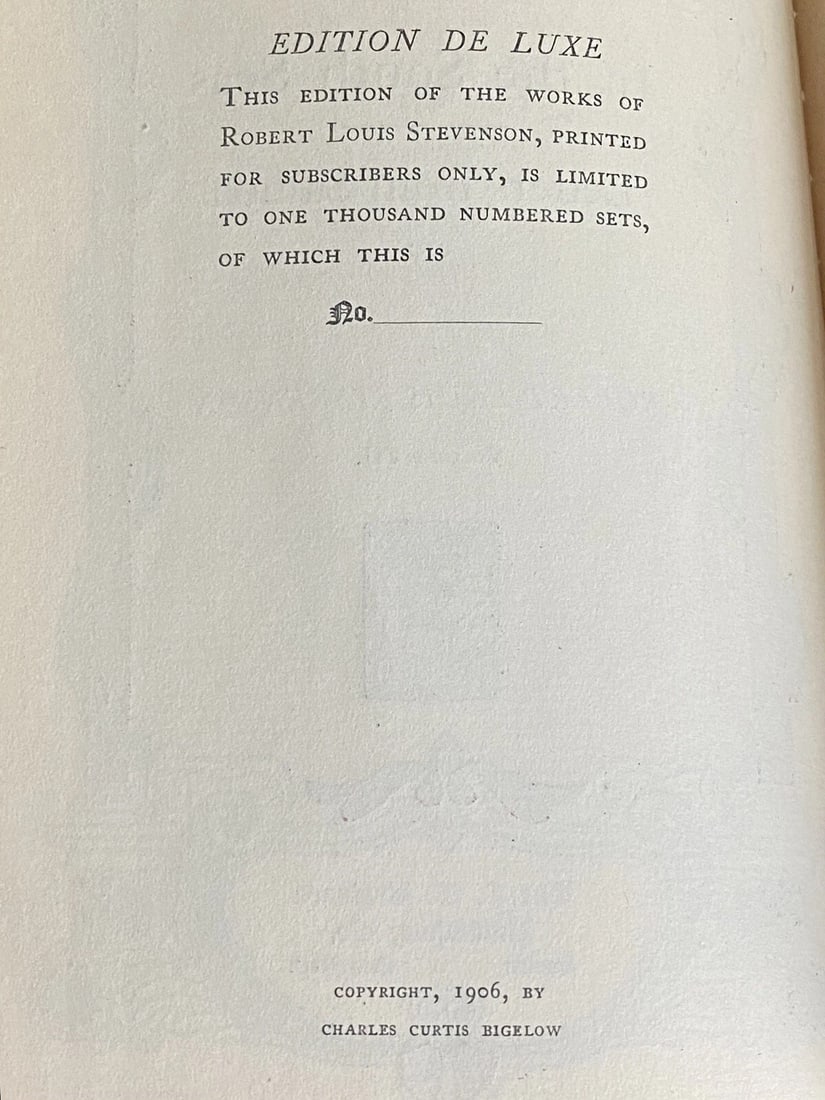 EDITION DE LUXE
THIS EDITION OF THE WORKS OF
ROBERT LOUIS STEVENSON, PRINTED
FOR SUBSCRIBERS ONLY, IS LIMITED
TO ONE THOUSAND NUMBERED SETS,
OF WHICH THIS IS
No.
COPYRIGHT, 1906, BY
CHARLES CURTIS BIGELOW